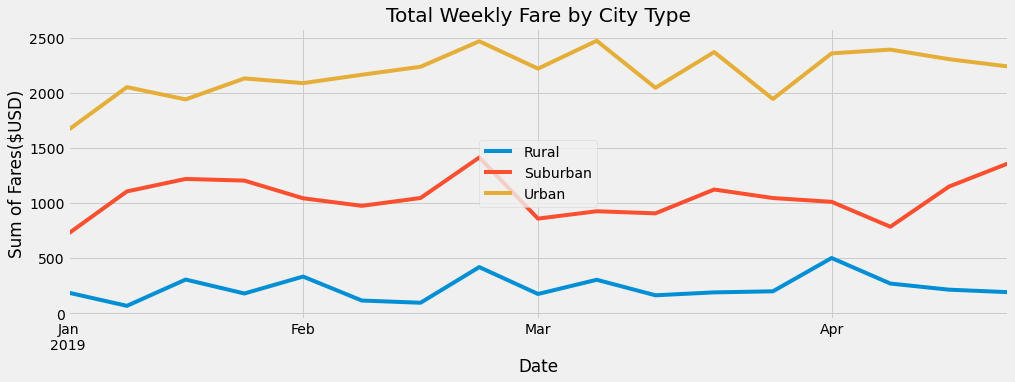 Total Weekly Fare by City Type
Sum of Fares($USD)
2500
2000
1500
1000
500
0
Rural
Suburban
Urban
Jan Feb Mar Apr
2019
Date